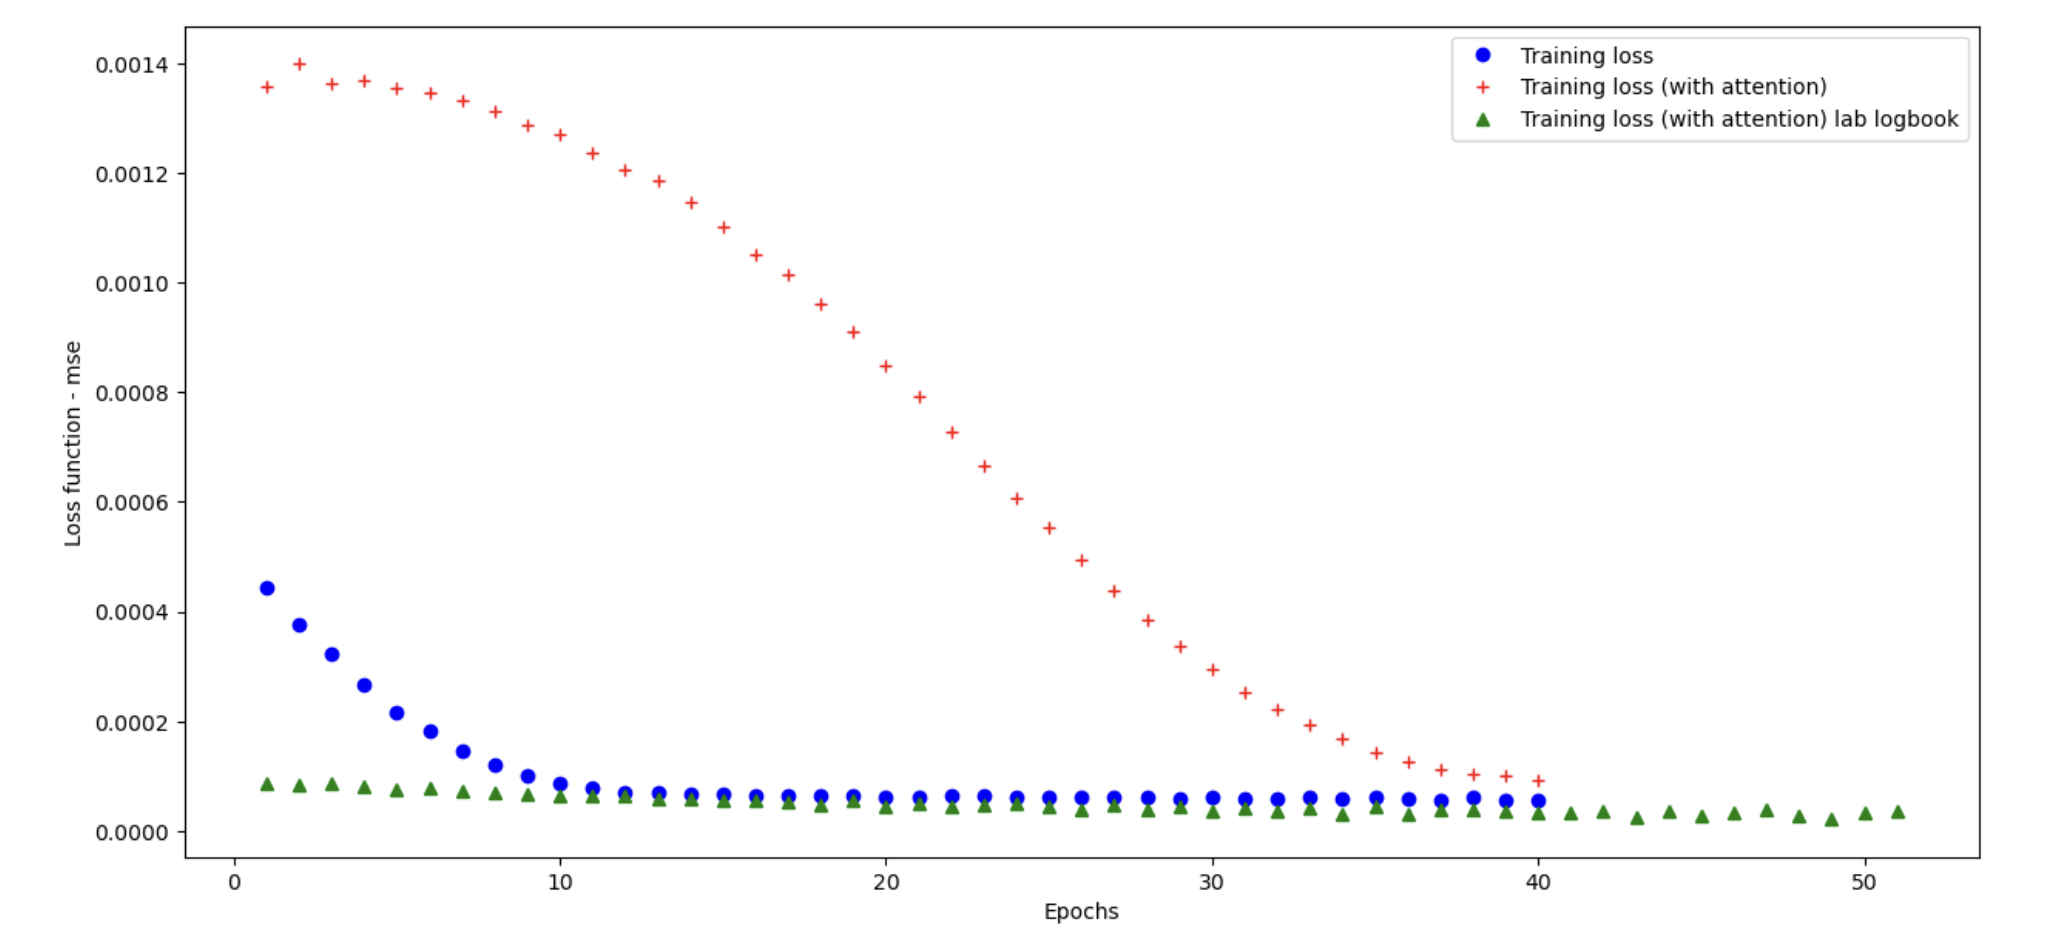 Training loss
Training loss (with attention)
Training loss (with attention) lab logbook
0.0014
0.0012
0.0010
0.0008
0.0006
0.0004
0.0002
0.0000
Loss function - mse
0 10 20 30 40 50
Epochs